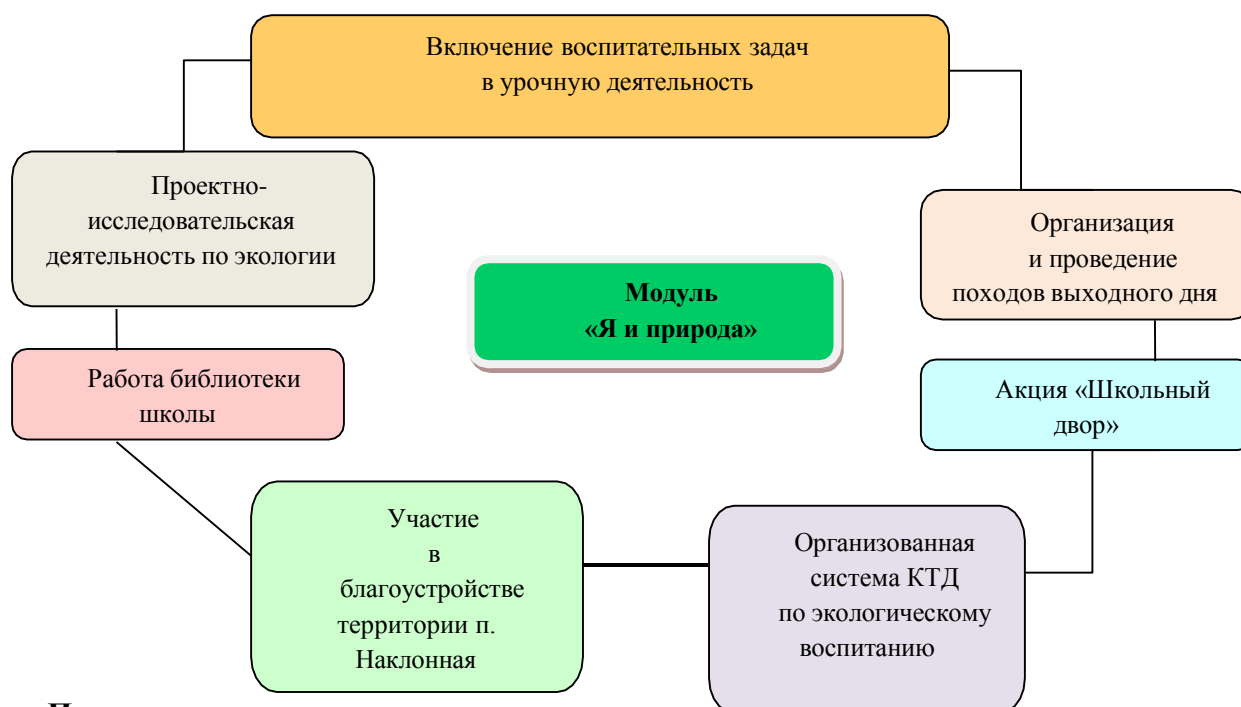 Включение воспитательных задач
в урочную деятельность
Проектно-
исследовательская
деятельность по экологии
Организация
и проведение
походов выходного дня
Модуль
«Я и природа»
Работа библиотеки
школы
Акция «Школьный
двор»
Участие
в
благоустройстве
территории п.
Наклонная
Организованная
система КТД
по экологическому
воспитанию